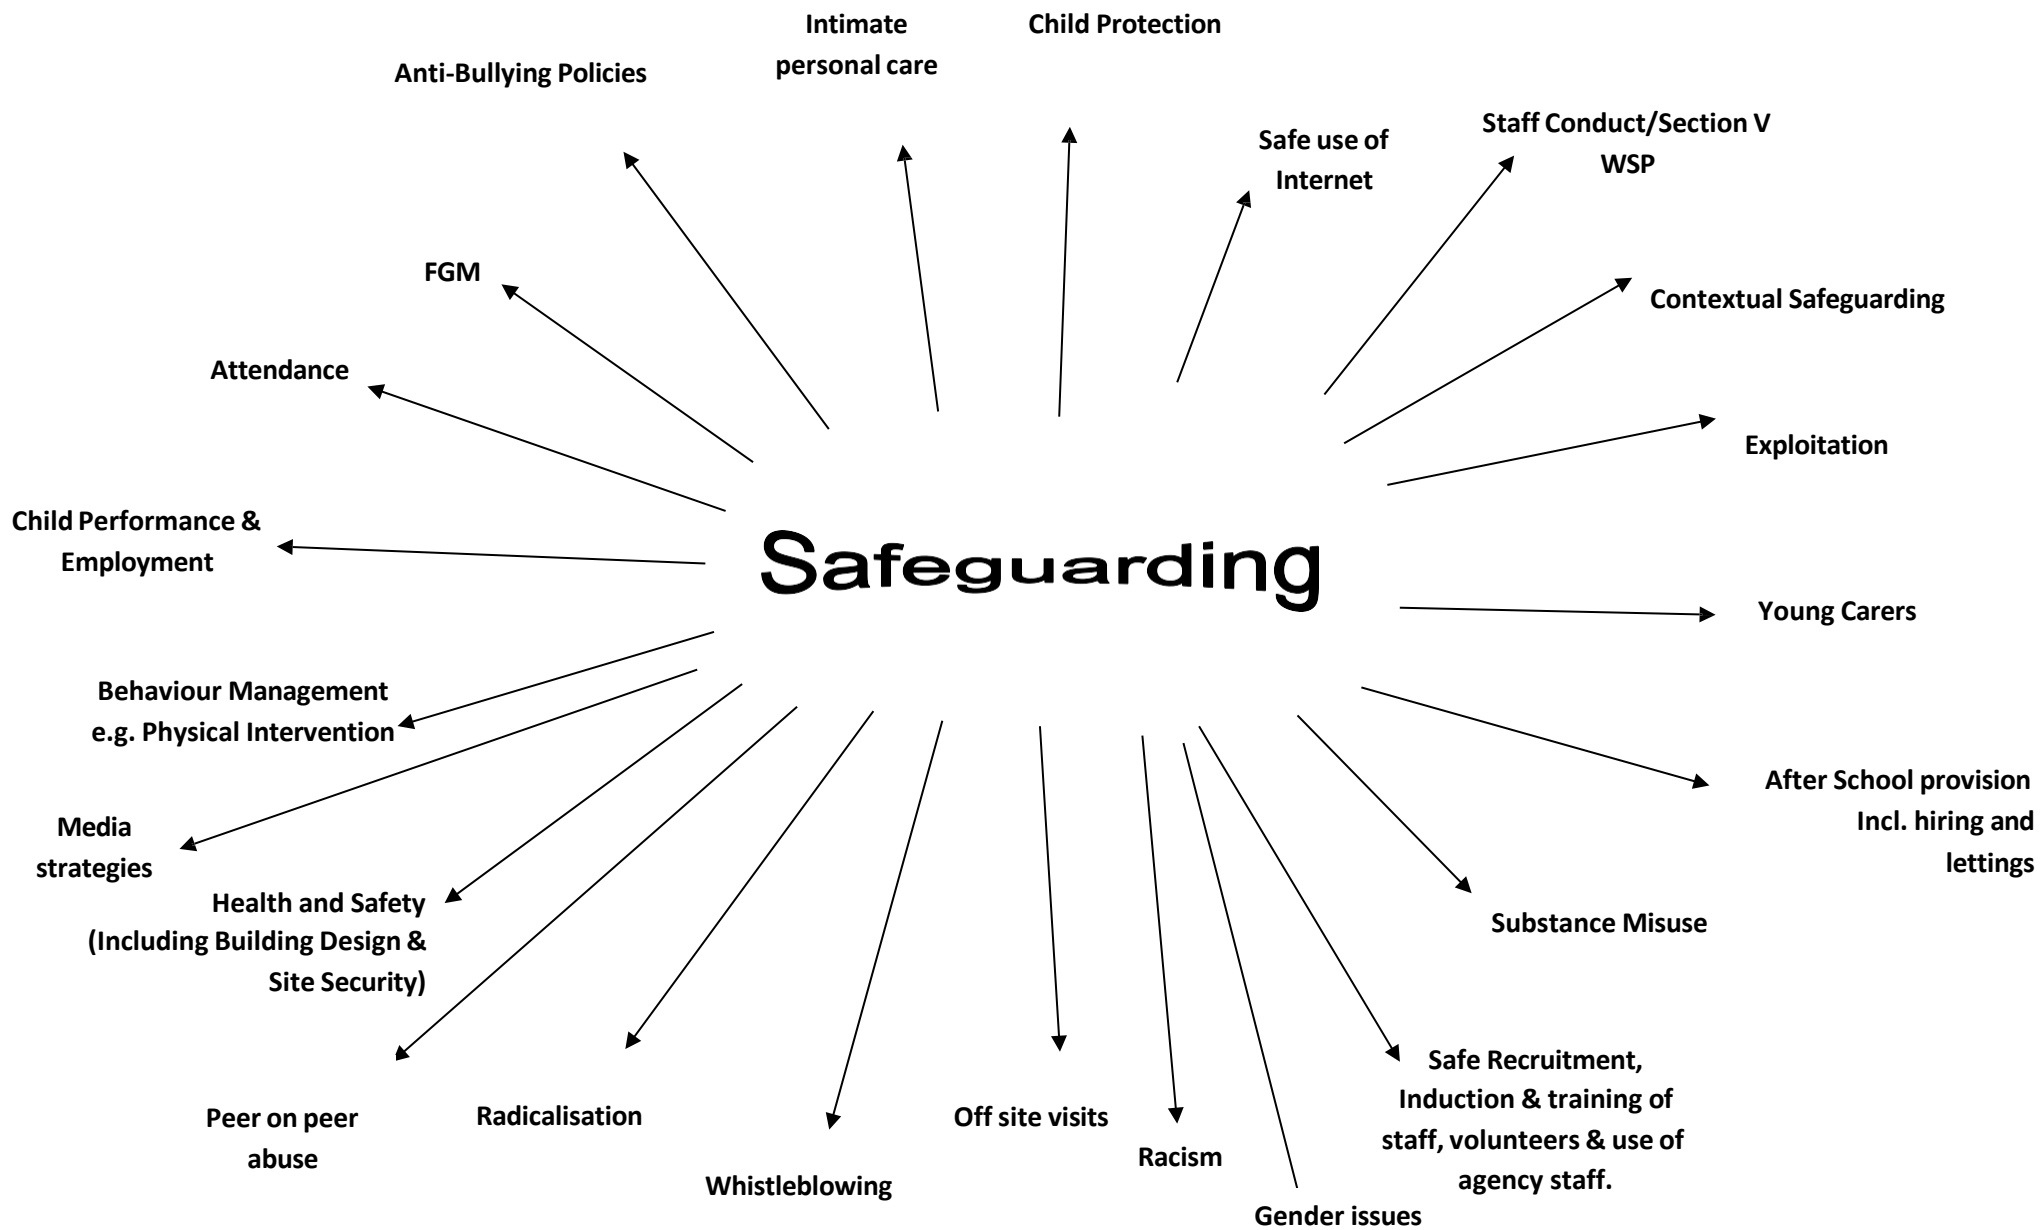 Intimate
personal care
Child Protection
Anti-Bullying Policies
Staff Conduct/Section V
WSP
Safe use of
Internet
FGM
Contextual Safeguarding
Attendance
Exploitation
Child Performance &
Employment
Safeguarding
Young Carers
Behaviour Management
e.g. Physical Intervention
After School provision
Incl. hiring and
lettings
Media
strategies
Health and Safety
(Including Building Design &
Site Security)
Substance Misuse
Peer on peer
abuse
Radicalisation
Whistleblowing
Off site visits
Racism
Safe Recruitment,
Induction & training of
staff, volunteers & use of
agency staff.
Gender issues